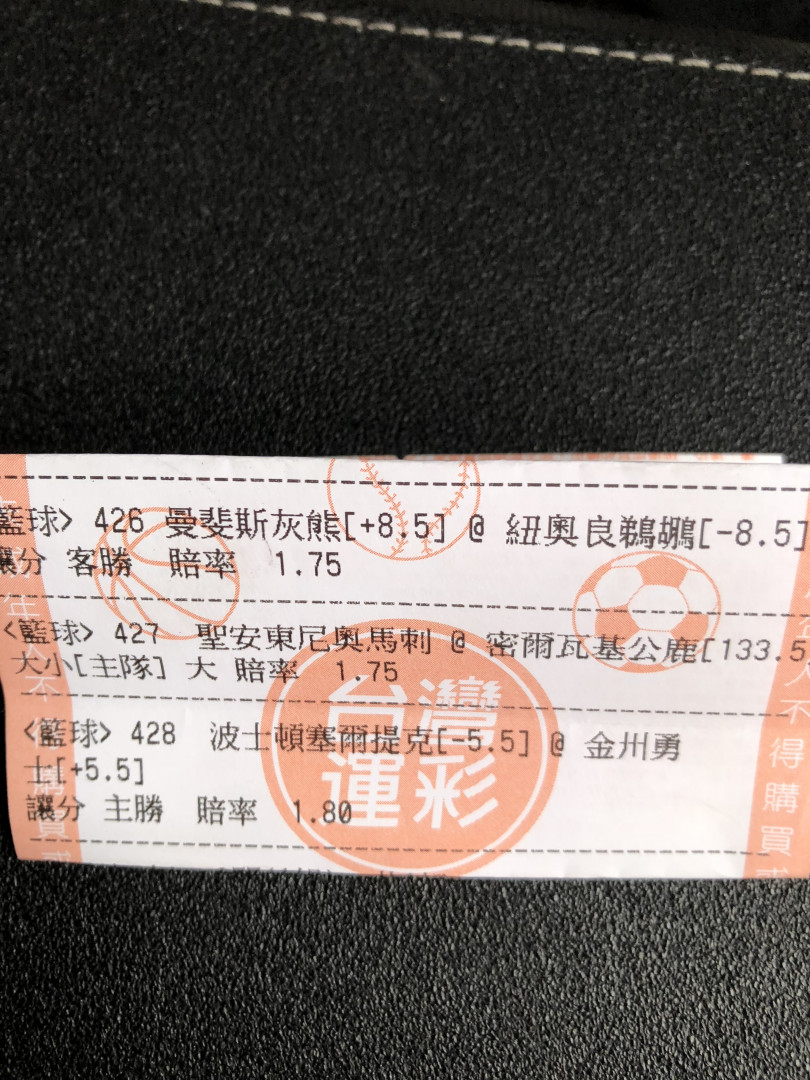 籃球> 426 曼斐斯灰熊[+8.5] @ 紐奧良鵜鶘[-8.5]
讓分 客勝 賠率 1.75
<籃球> 427 聖安東尼奧馬刺 @ 密爾瓦基公鹿[133.5
大小[主隊] 大 賠率 1.75
<籃球> 428 波士頓塞爾提克[-5.5] @ 金州勇
士[+5.5]
讓分 主勝 賠率 1.80
台灣
運彩
人不得購買